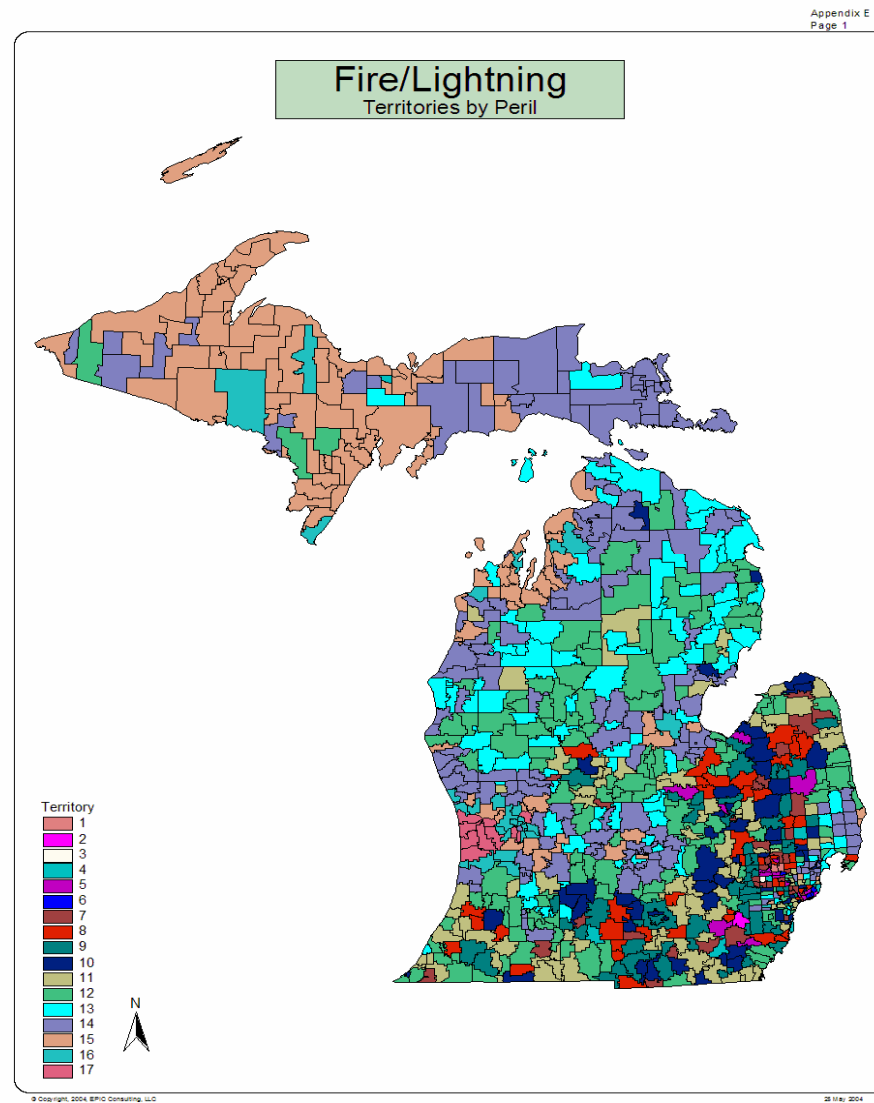 Appendix E
Page 1
Fire/Lightning
Territories by Peril
Territory
1
2
3
4
5
6
7
8
9
10
11
12
13
14
15
16
17
N
© Copyright, 2004, EPIC Consulting, LLC
28 May 2004